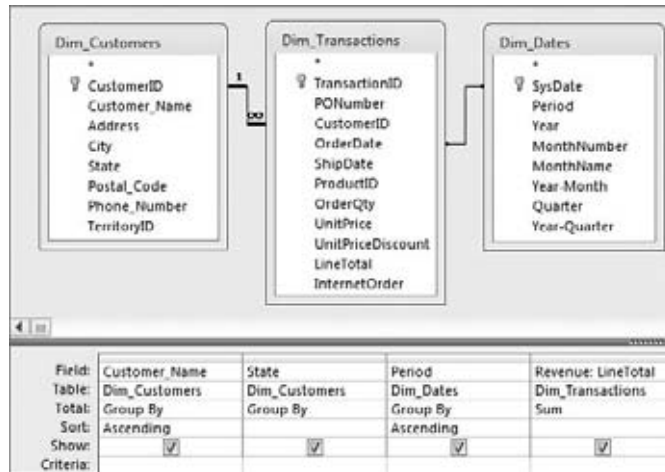 Dim_Customers
*
CustomerID
Customer_Name
Address
City
State
Postal_Code
Phone_Number
TerritoryID
1
∞
Dim_Transactions
*
TransactionID
PONumber
CustomerID
OrderDate
ShipDate
ProductID
OrderQty
UnitPrice
UnitPriceDiscount
LineTotal
InternetOrder
Dim_Dates
*
SysDate
Period
Year
MonthNumber
MonthName
Year-Month
Quarter
Year-Quarter
Field: Customer_Name State Period Revenue: LineTotal
Table: Dim_Customers Dim_Customers Dim_Dates Dim_Transactions
Total: Group By Group By Group By Sum
Sort: Ascending Ascending
Show:
Criteria: